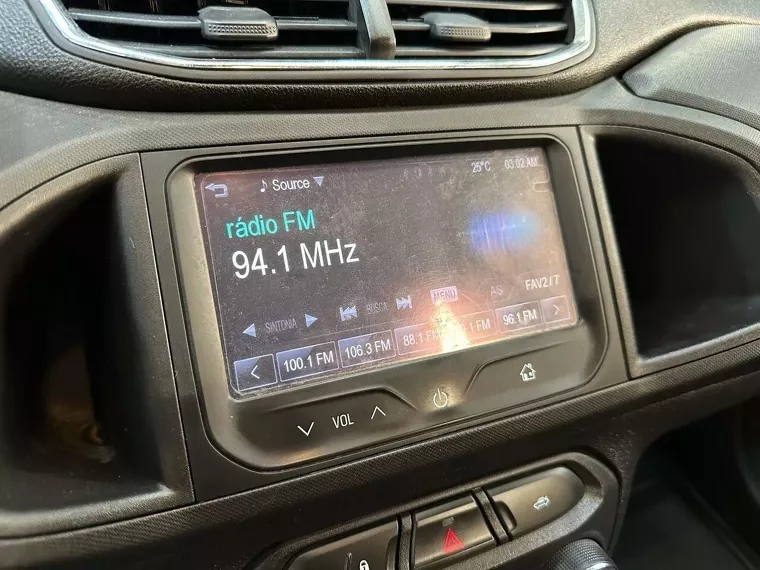 Source 25°C 03:02 AM
rádio FM
94.1 MHz
FAV2/7
SINTONIA BUSCA MENU AS
100.1 FM 106.3 FM 88.1 FM 96.1 FM
VOL